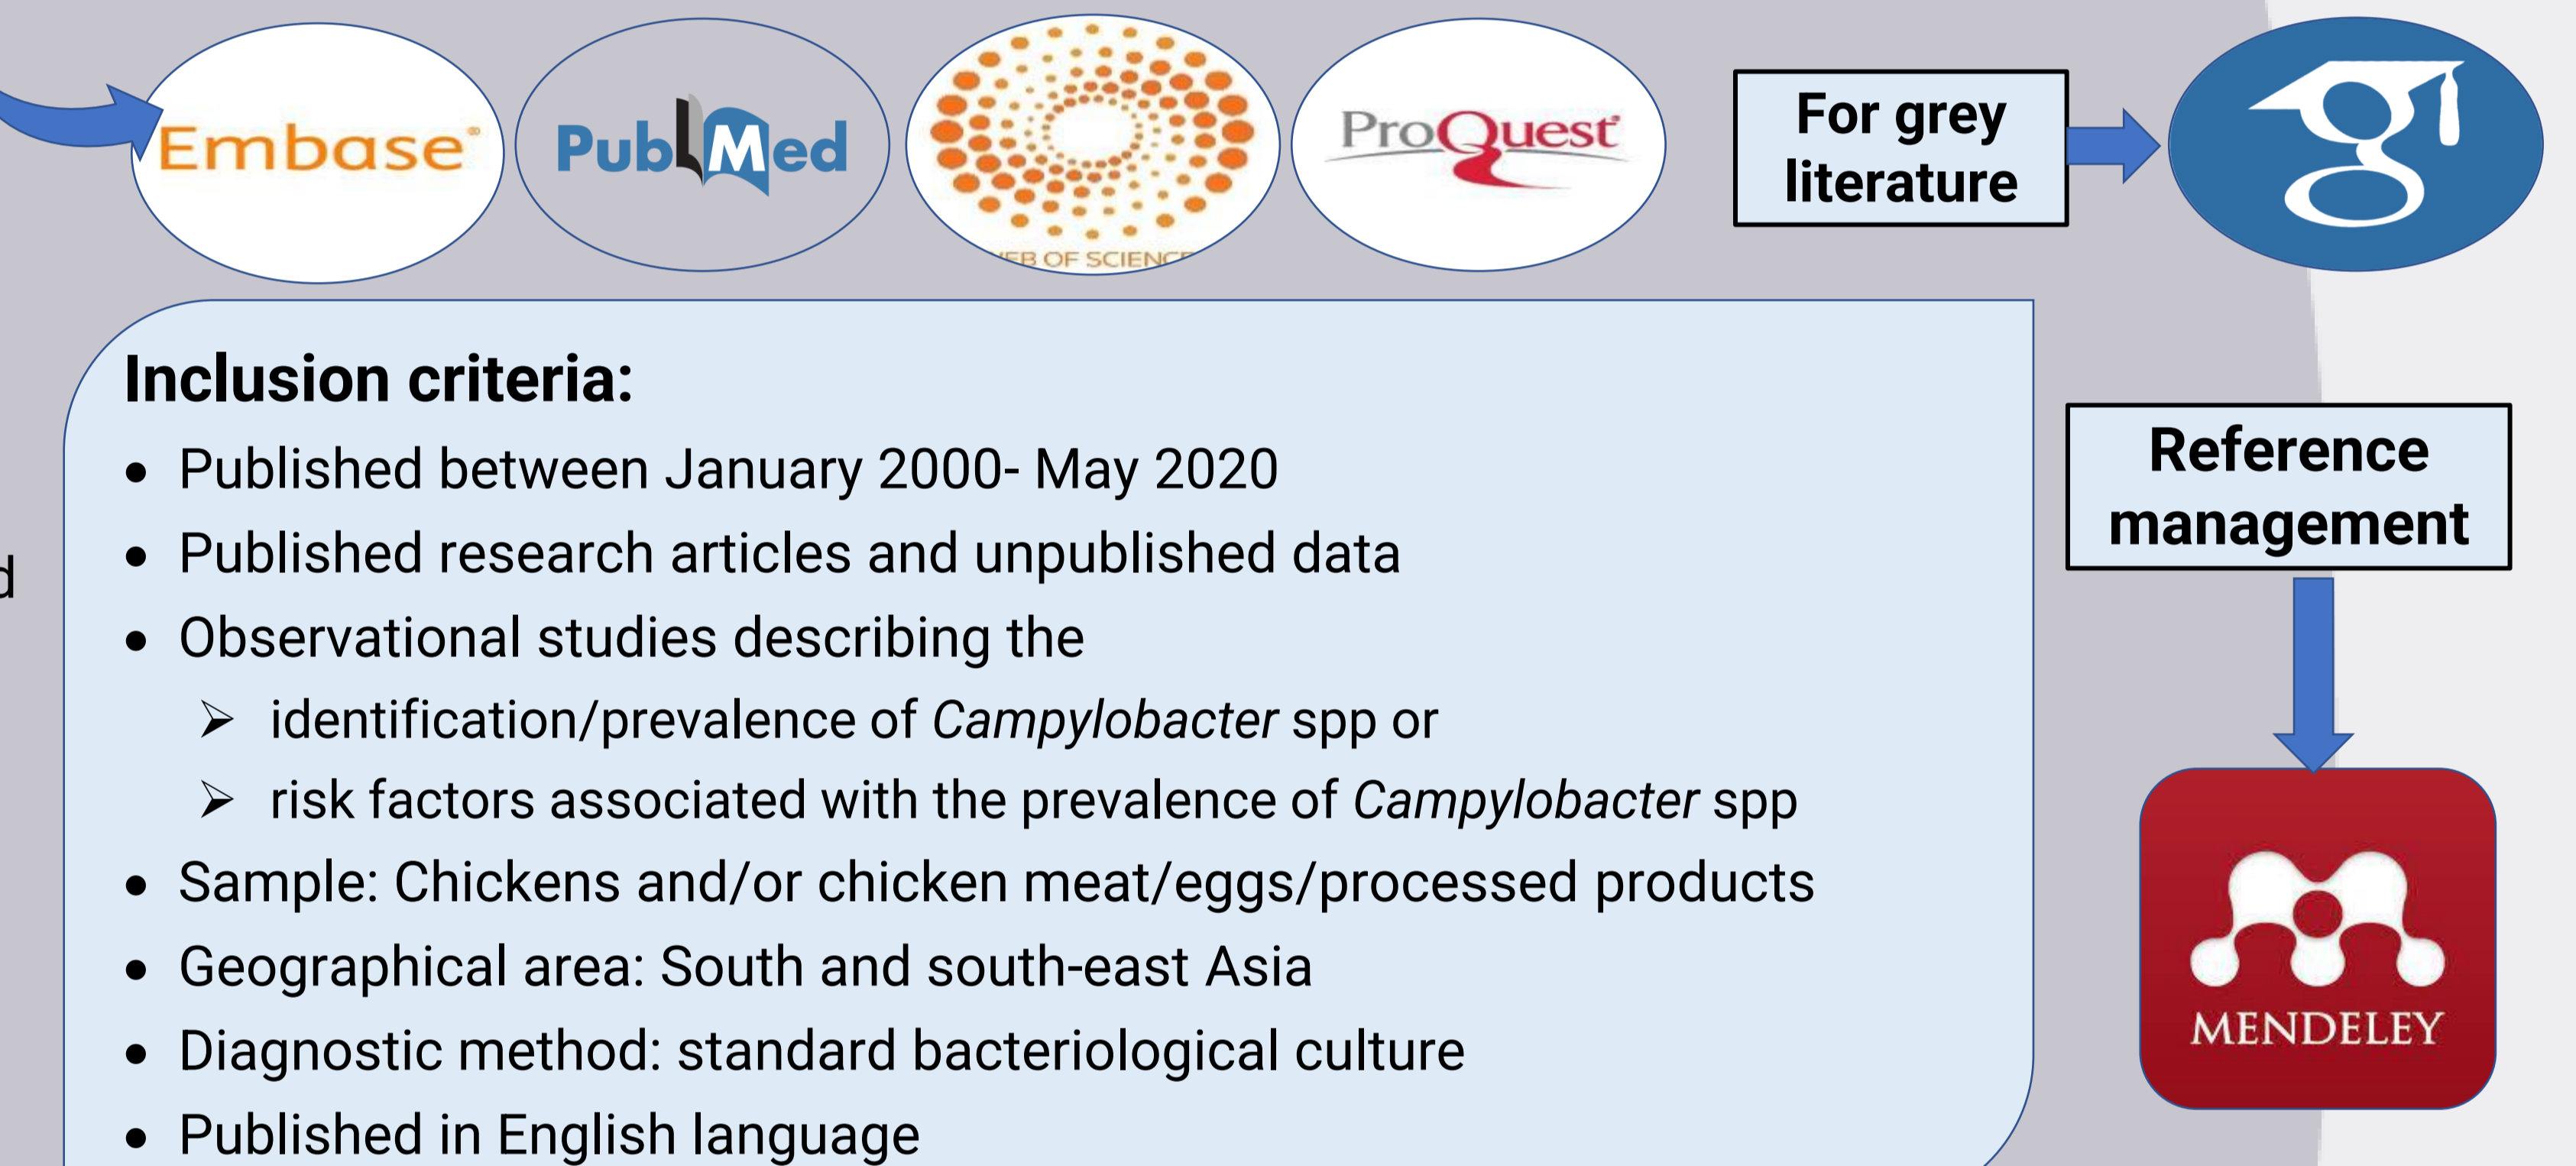 Embase®
PubMed
WEB OF SCIENCE
ProQuest
For grey
literature
Inclusion criteria:
• Published between January 2000- May 2020
• Published research articles and unpublished data
• Observational studies describing the
➢ identification/prevalence of Campylobacter spp or
➢ risk factors associated with the prevalence of Campylobacter spp
• Sample: Chickens and/or chicken meat/eggs/processed products
• Geographical area: South and south-east Asia
• Diagnostic method: standard bacteriological culture
• Published in English language
Reference
management
MENDELEY